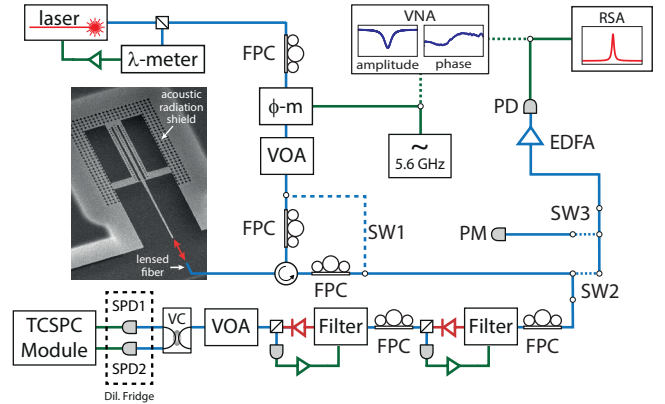 laser
λ-meter
FPC
ϕ-m
VOA
FPC
VNA
amplitude
phase
~
5.6 GHz
RSA
PD
EDFA
acoustic
radiation
shield
lensed
fiber
SW1
PM
SW3
FPC
SW2
TCSPC
Module
SPD1
SPD2
Dil. Fridge
VC
VOA
Filter
FPC
Filter
FPC